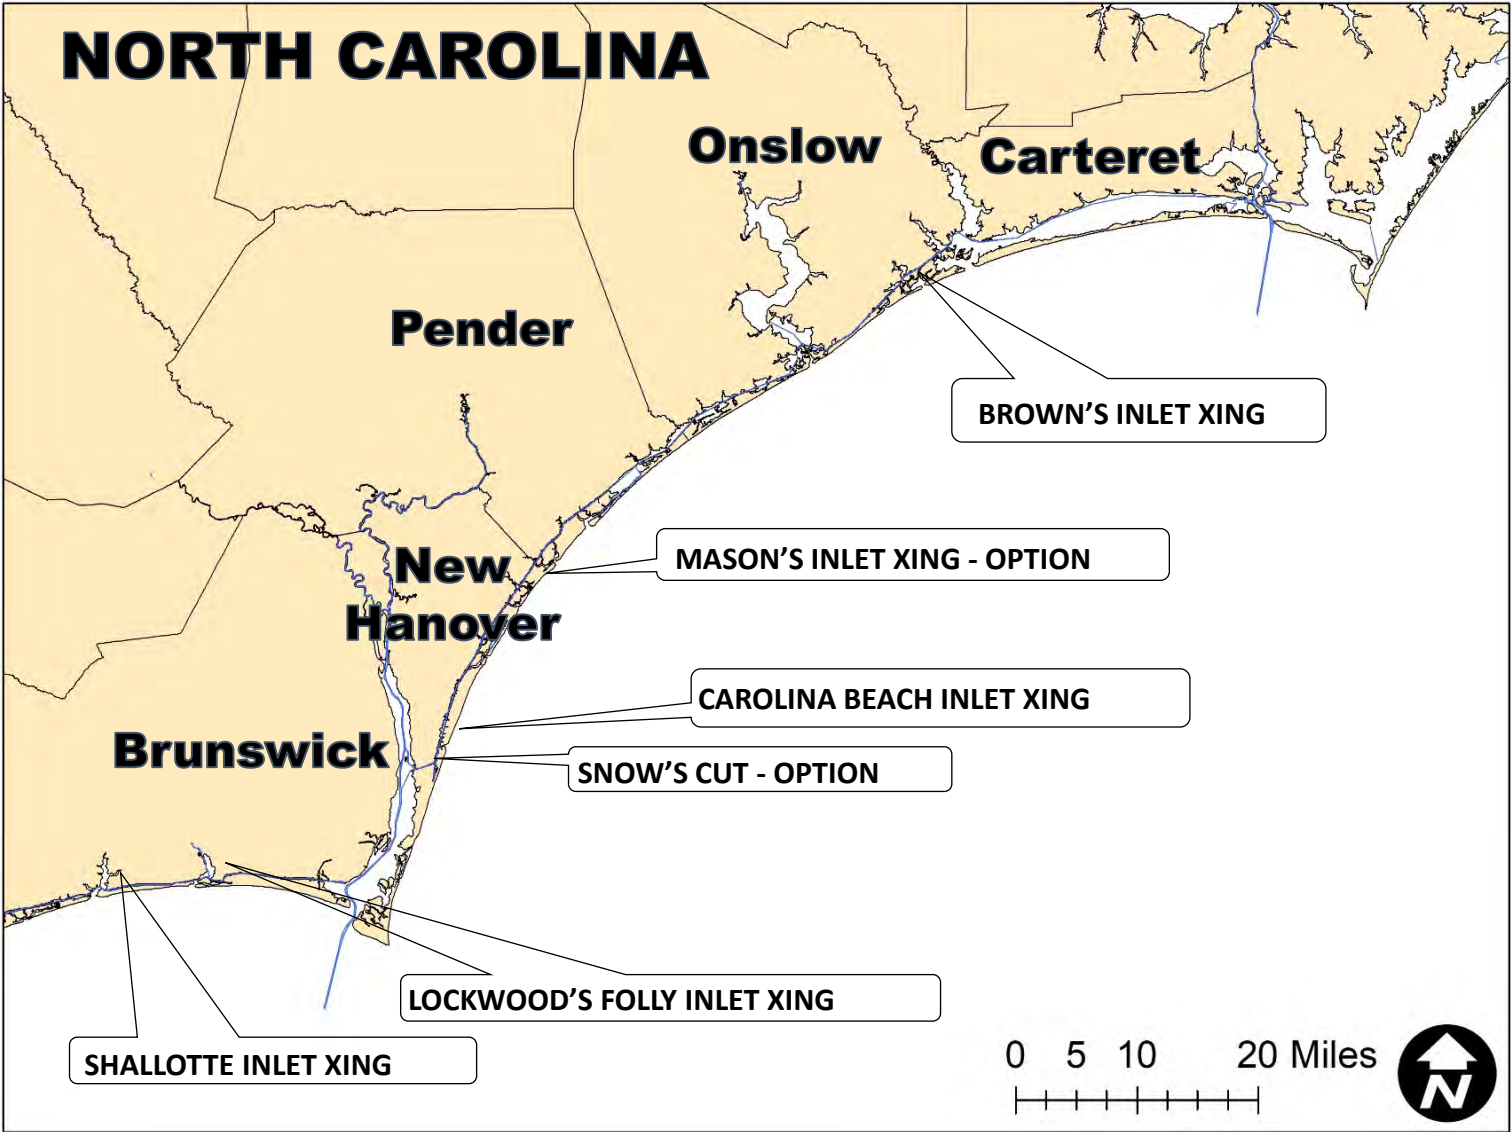 NORTH CAROLINA
Onslow
Carteret
Pender
BROWN'S INLET XING
New
Hanover
MASON'S INLET XING - OPTION
CAROLINA BEACH INLET XING
Brunswick
SNOW'S CUT - OPTION
LOCKWOOD'S FOLLY INLET XING
SHALLOTTE INLET XING
0 5 10 20 Miles
N